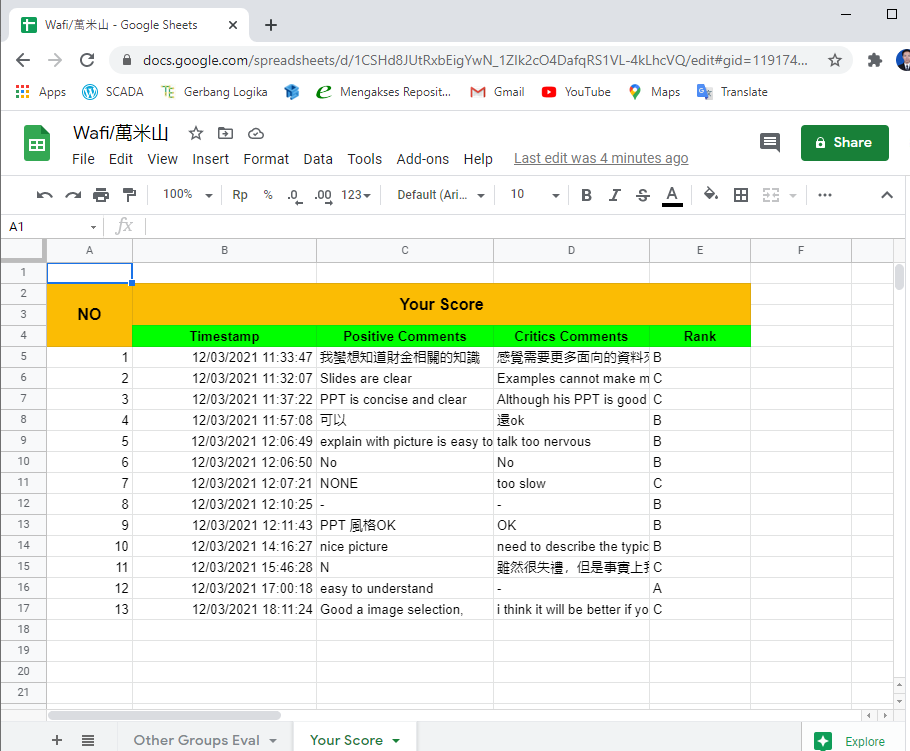 Wafi/萬米山 - Google Sheets
docs.google.com/spreadsheets/d/1CSHd8JUtRxbEigYwN_1ZIk2cO4DafqRS1VL-4kLhcVQ/edit#gid=119174...
Apps SCADA Gerbang Logika Mengakses Reposit... Gmail YouTube Maps Translate
Wafi/萬米山
File Edit View Insert Format Data Tools Add-ons Help Last edit was 4 minutes ago
Share
100% Rp % .0 .00 123 Default (Ari... 10 B I S A
A1 fx
A B C D E F
1
2
3
4
NO Your Score
Timestamp Positive Comments Critics Comments Rank
5 1 12/03/2021 11:33:47 我蠻想知道財金相關的知識 感覺需要更多面向的資料 B
6 2 12/03/2021 11:32:07 Slides are clear Examples cannot make m C
7 3 12/03/2021 11:37:22 PPT is concise and clear Although his PPT is good C
8 4 12/03/2021 11:57:08 可以 還ok B
9 5 12/03/2021 12:06:49 explain with picture is easy to talk too nervous B
10 6 12/03/2021 12:06:50 No No B
11 7 12/03/2021 12:07:21 NONE too slow C
12 8 12/03/2021 12:10:25 - - B
13 9 12/03/2021 12:11:43 PPT 風格OK OK B
14 10 12/03/2021 14:16:27 nice picture need to describe the typic B
15 11 12/03/2021 15:46:28 N 雖然很失禮，但是事實上 C
16 12 12/03/2021 17:00:18 easy to understand - A
17 13 12/03/2021 18:11:24 Good a image selection, i think it will be better if yo C
18
19
20
21
Other Groups Eval Your Score Explore